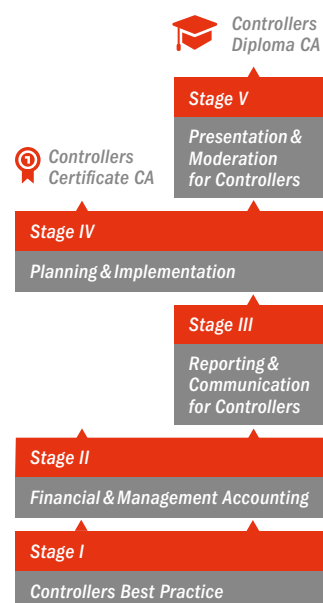 Controllers
Diploma CA
Stage V
Presentation &
Moderation
for Controllers
1
Controllers
Certificate CA
Stage IV
Planning & Implementation
Stage III
Reporting &
Communication
for Controllers
Stage II
Financial & Management Accounting
Stage I
Controllers Best Practice